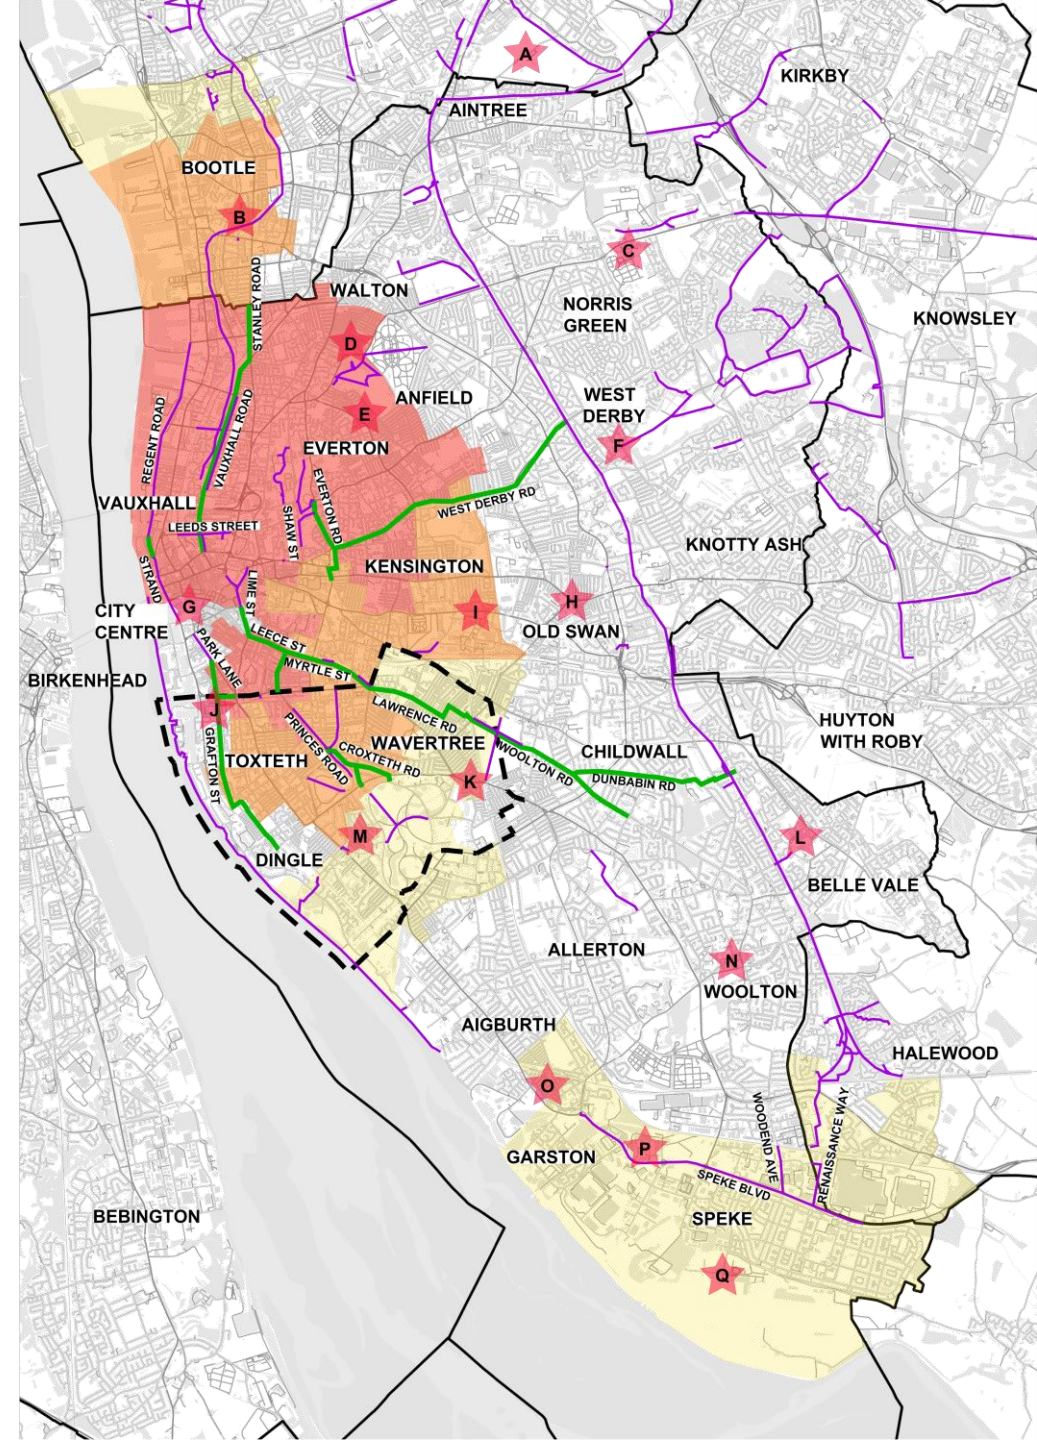 A
KIRKBY
AINTREE
BOOTLE
B
C
STANLEY ROAD
WALTON
NORRIS
GREEN
KNOWSLEY
D
WEST
DERBY
ANFIELD
E
REGENT ROAD
VAUXHALL ROAD
EVERTON
F
VAUXHALL
EVERTON RD
WEST DERBY RD
LEEDS STREET
SHAW ST
KNOTTY ASH
STRAND
KENSINGTON
LIME ST
G
I
H
CITY
CENTRE
OLD SWAN
LEECE ST
PARK LANE
MYRTLE ST
BIRKENHEAD
J
LAWRENCE RD
HUYTON
WITH ROBY
PRINCES ROAD
WAVERTREE
CHILDWALL
GRAFTON ST
TOXTETH
CROXTETH RD
WOOLTON RD
K
DUNBABIN RD
M
L
DINGLE
BELLE VALE
ALLERTON
N
WOOLTON
AIGBURTH
HALEWOOD
O
WOODEND AVE
RENAISSANCE WAY
P
GARSTON
SPEKE BLVD
BEBINGTON
SPEKE
Q